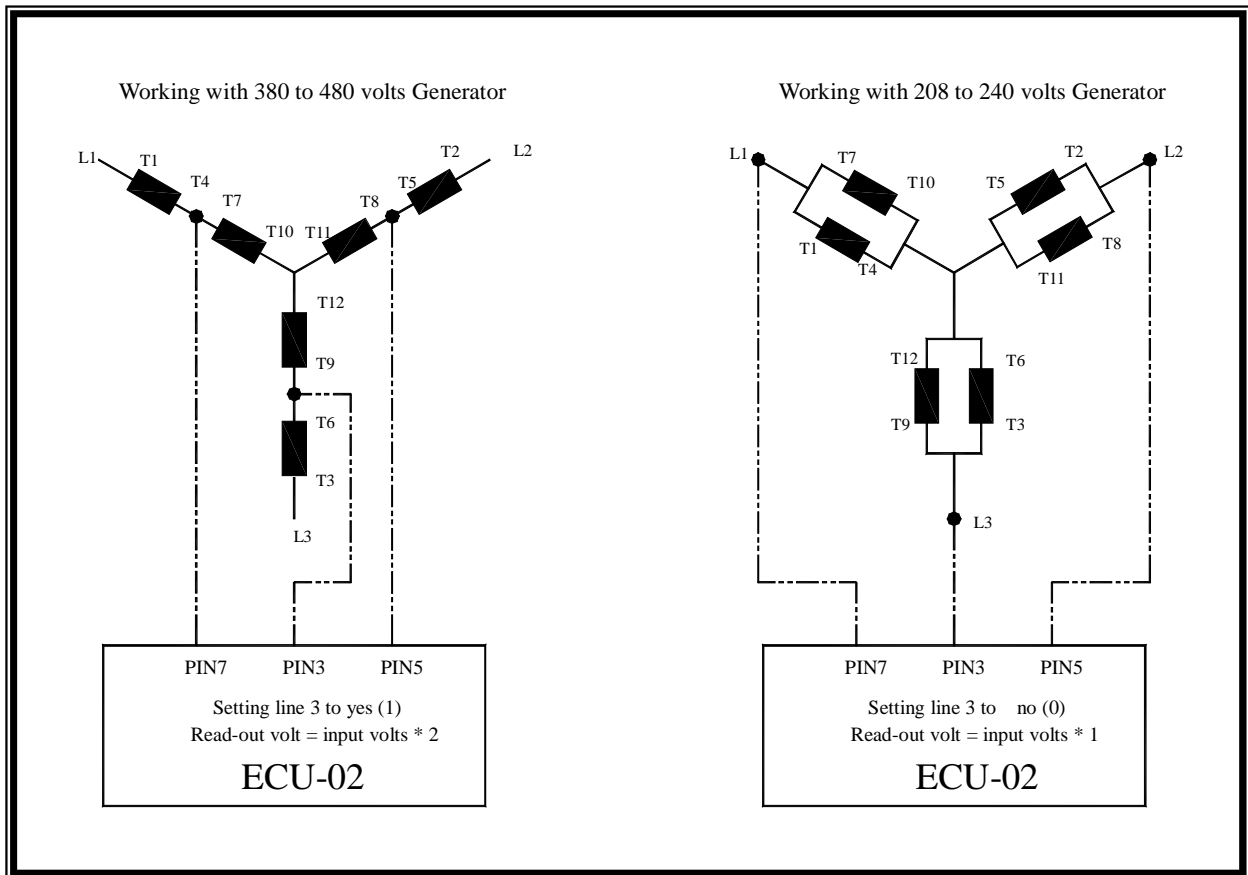 Working with 380 to 480 volts Generator
L1
T1
T4
T7
T10
T2
L2
T5
T8
T11
T12
T9
T6
T3
L3
PIN7 PIN3 PIN5
Setting line 3 to yes (1)
Read-out volt = input volts * 2
ECU-02
Working with 208 to 240 volts Generator
L1
T7
T10
T1
T4
T2
L2
T5
T8
T11
T12
T6
T9
T3
L3
PIN7 PIN3 PIN5
Setting line 3 to no (0)
Read-out volt = input volts * 1
ECU-02